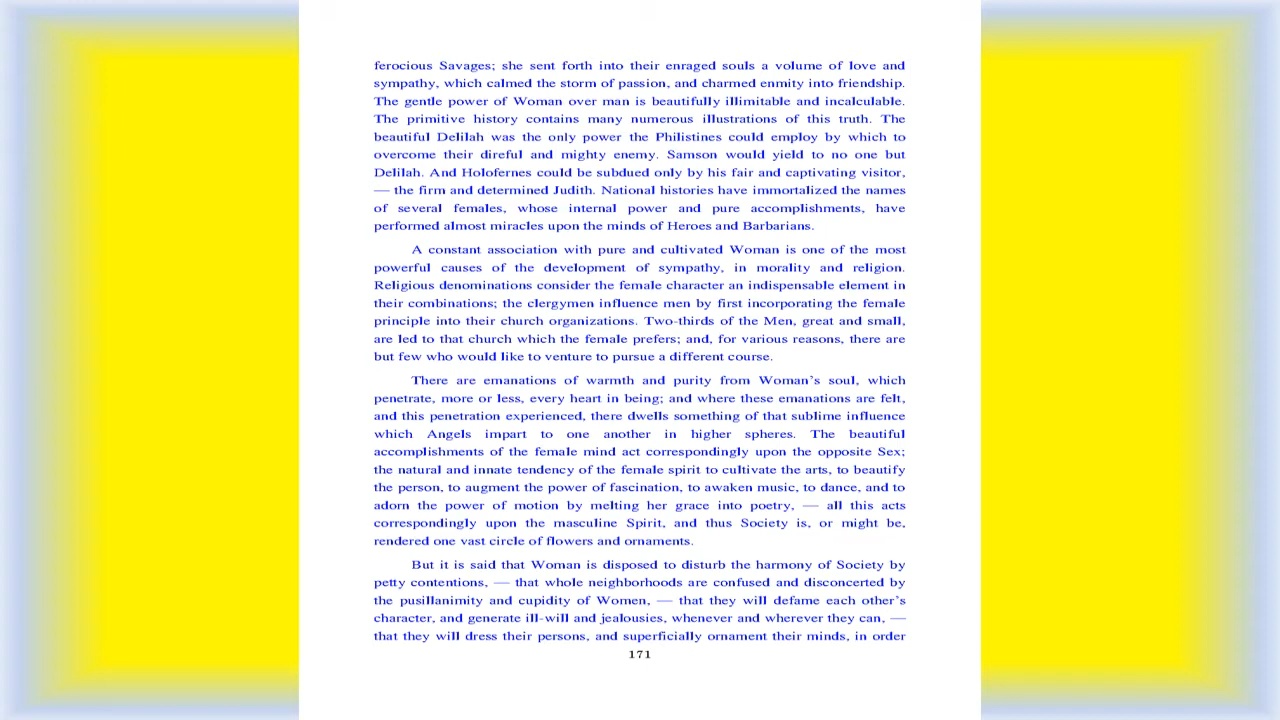 ferocious Savages; she sent forth into their enraged souls a volume of love and
sympathy, which calmed the storm of passion, and charmed enmity into friendship.
The gentle power of Woman over man is beautifully illimitable and incalculable.
The primitive history contains many numerous illustrations of this truth. The
beautiful Delilah was the only power the Philistines could employ by which to
overcome their direful and mighty enemy. Samson would yield to no one but
Delilah. And Holofernes could be subdued only by his fair and captivating visitor,
— the firm and determined Judith. National histories have immortalized the names
of several females, whose internal power and pure accomplishments, have
performed almost miracles upon the minds of Heroes and Barbarians.
A constant association with pure and cultivated Woman is one of the most
powerful causes of the development of sympathy, in morality and religion.
Religious denominations consider the female character an indispensable element in
their combinations; the clergymen influence men by first incorporating the female
principle into their church organizations. Two-thirds of the Men, great and small,
are led to that church which the female prefers; and, for various reasons, there are
but few who would like to venture to pursue a different course.
There are emanations of warmth and purity from Woman’s soul, which
penetrate, more or less, every heart in being; and where these emanations are felt,
and this penetration experienced, there dwells something of that sublime influence
which Angels impart to one another in higher spheres. The beautiful
accomplishments of the female mind act correspondingly upon the opposite Sex;
the natural and innate tendency of the female spirit to cultivate the arts, to beautify
the person, to augment the power of fascination, to awaken music, to dance, and to
adorn the power of motion by melting her grace into poetry, — all this acts
correspondingly upon the masculine Spirit, and thus Society is, or might be,
rendered one vast circle of flowers and ornaments.
But it is said that Woman is disposed to disturb the harmony of Society by
petty contentions, — that whole neighborhoods are confused and disconcerted by
the pusillanimity and cupidity of Women, — that they will defame each other’s
character, and generate ill-will and jealousies, whenever and wherever they can, —
that they will dress their persons, and superficially ornament their minds, in order
171